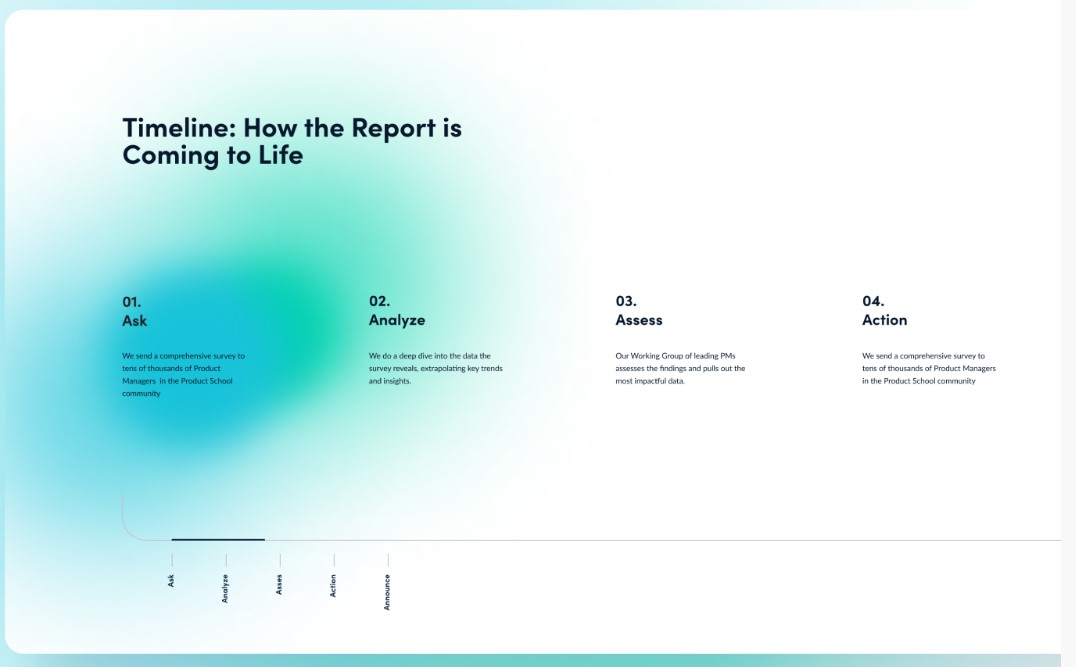 Timeline: How the Report is
Coming to Life
01.
Ask
We send a comprehensive survey to
tens of thousands of Product
Managers in the Product School
community
02.
Analyze
We do a deep dive into the data the
survey reveals, extrapolating key trends
and insights.
03.
Assess
Our Working Group of leading PMs
assesses the findings and pulls out the
most impactful data.
04.
Action
We send a comprehensive survey to
tens of thousands of Product Managers
in the Product School community
Ask
Analyze
Asses
Action
Announce